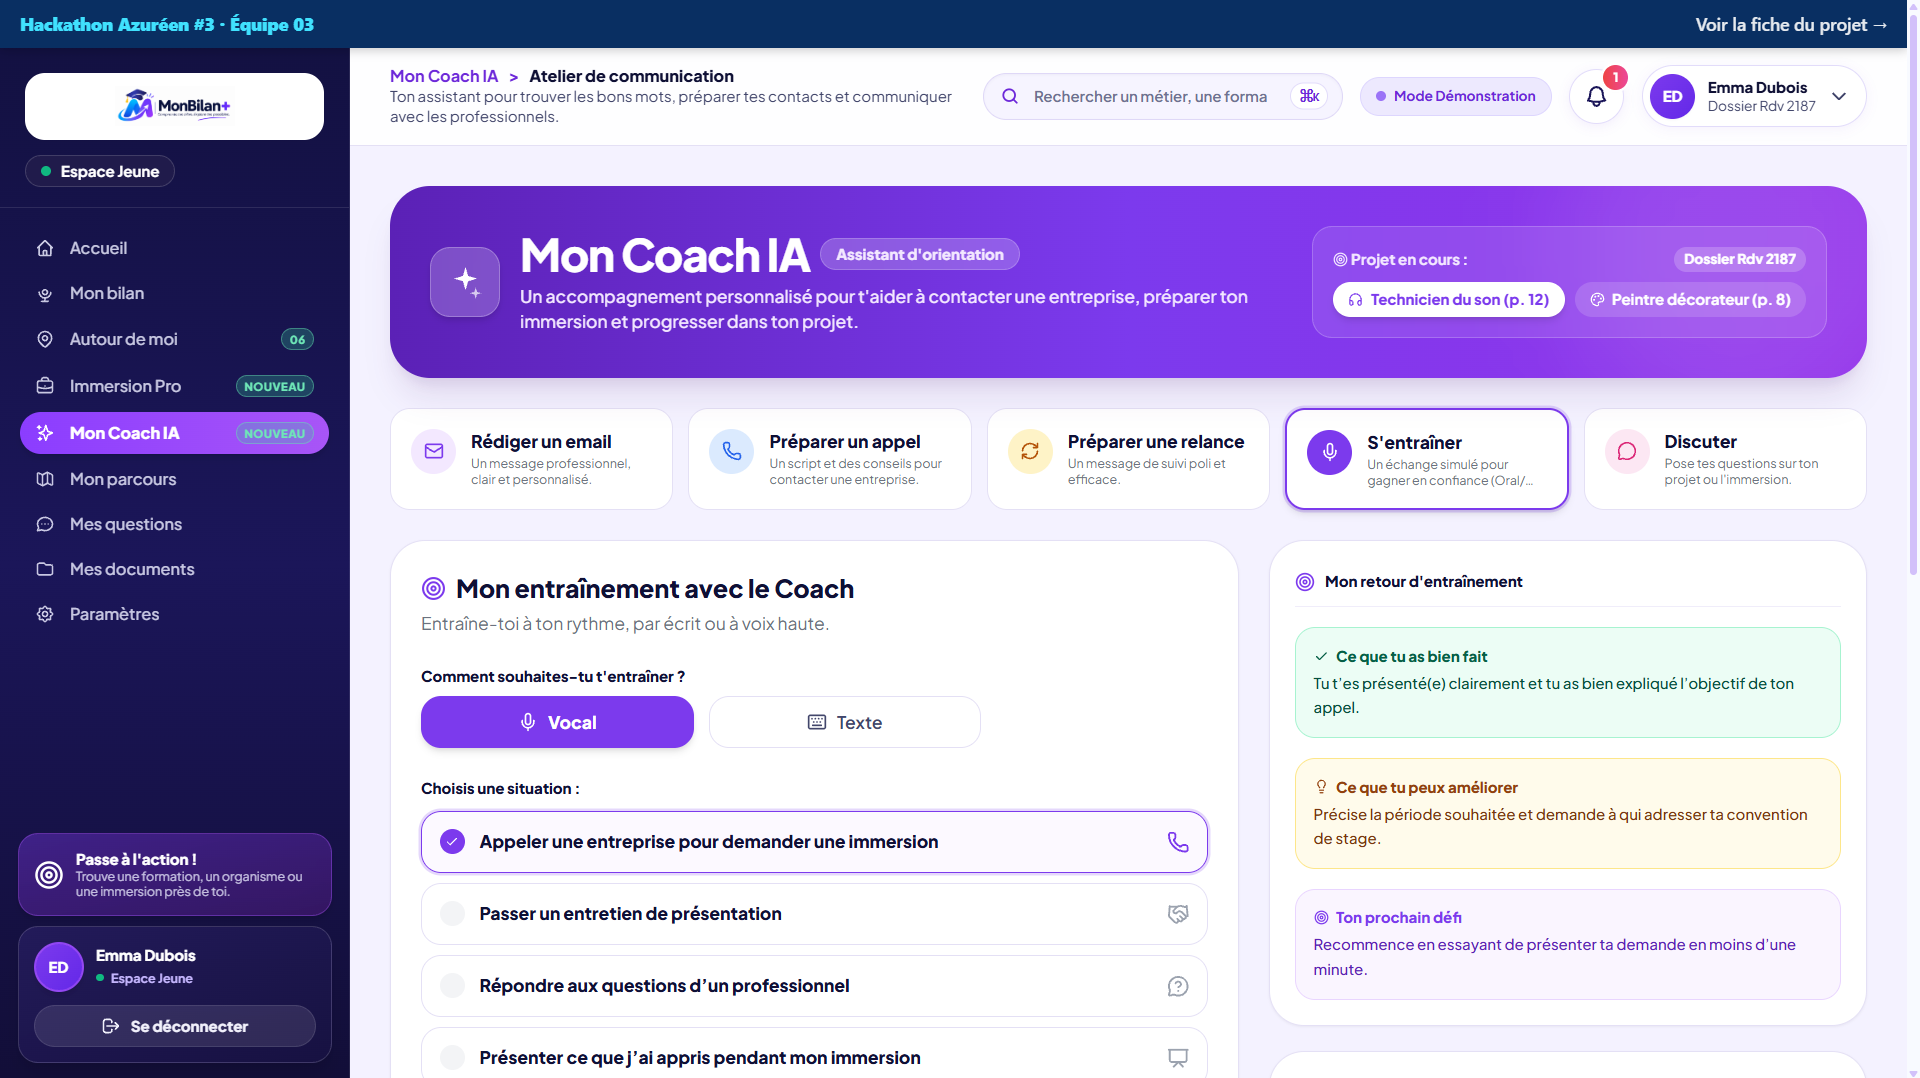 Hackathon Azuréen #3 · Équipe 03
Voir la fiche du projet →
MonBilan+
Espace Jeune
Accueil
Mon bilan
Autour de moi
06
Immersion Pro
NOUVEAU
Mon Coach IA
NOUVEAU
Mon parcours
Mes questions
Mes documents
Paramètres
Passe à l'action !
Trouve une formation, un organisme ou
une immersion près de toi.
ED
Emma Dubois
Espace Jeune
Se déconnecter
Mon Coach IA > Atelier de communication
Ton assistant pour trouver les bons mots, préparer tes contacts et communiquer
avec les professionnels.
Rechercher un métier, une forma
⌘K
Mode Démonstration
1
ED
Emma Dubois
Dossier Rdv 2187
Mon Coach IA
Assistant d'orientation
Un accompagnement personnalisé pour t'aider à contacter une entreprise, préparer ton
immersion et progresser dans ton projet.
Projet en cours :
Dossier Rdv 2187
Technicien du son (p. 12)
Peintre décorateur (p. 8)
Rédiger un email
Un message professionnel,
clair et personnalisé.
Préparer un appel
Un script et des conseils pour
contacter une entreprise.
Préparer une relance
Un message de suivi poli et
efficace.
S'entraîner
Un échange simulé pour
gagner en confiance (Oral/…
Discuter
Pose tes questions sur ton
projet ou l'immersion.
Mon entraînement avec le Coach
Entraîne-toi à ton rythme, par écrit ou à voix haute.
Comment souhaites-tu t'entraîner ?
Vocal
Texte
Choisis une situation :
Appeler une entreprise pour demander une immersion
Passer un entretien de présentation
Répondre aux questions d’un professionnel
Présenter ce que j’ai appris pendant mon immersion
Mon retour d'entraînement
Ce que tu as bien fait
Tu t’es présenté(e) clairement et tu as bien expliqué l’objectif de ton
appel.
Ce que tu peux améliorer
Précise la période souhaitée et demande à qui adresser ta convention
de stage.
Ton prochain défi
Recommence en essayant de présenter ta demande en moins d’une
minute.